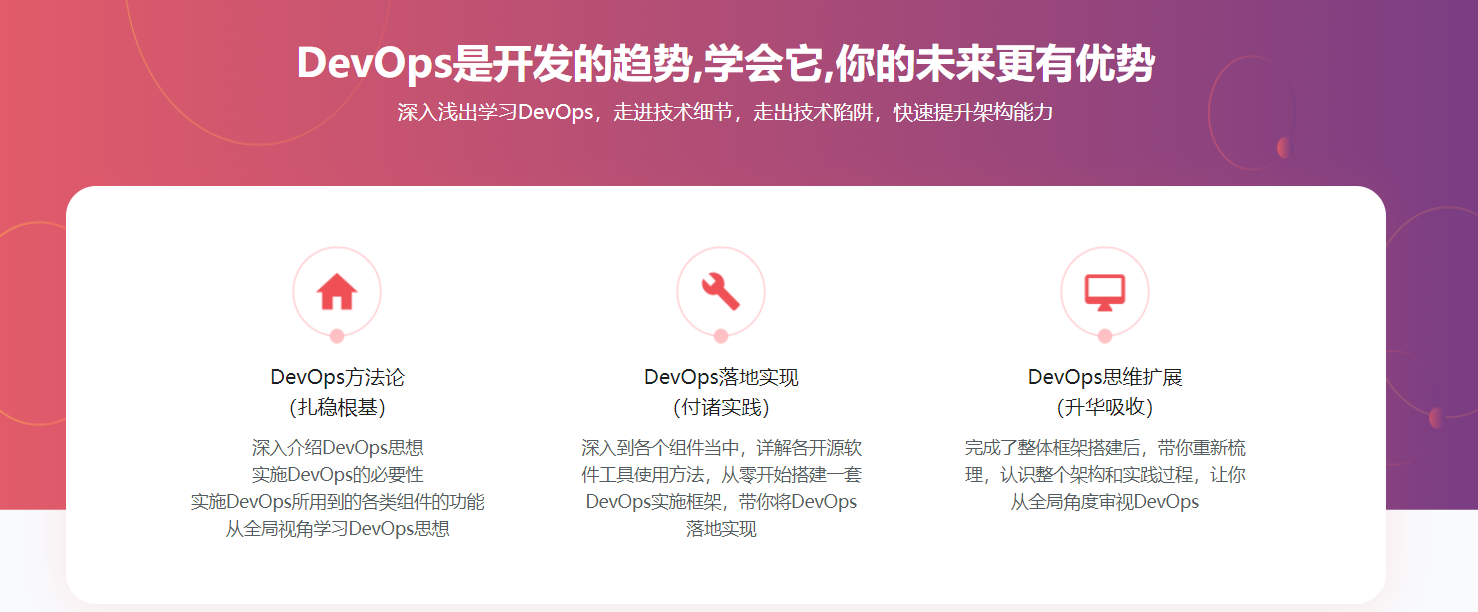 DevOps是开发的趋势,学会它,你的未来更有优势
深入浅出学习DevOps，走进技术细节，走出技术陷阱，快速提升架构能力
DevOps方法论
（扎稳根基）
深入介绍DevOps思想
实施DevOps的必要性
实施DevOps所用到的各类组件的功能
从全局视角学习DevOps思想
DevOps落地实现
（付诸实践）
深入到各个组件当中，详解各开源软
件工具使用方法，从零开始搭建一套
DevOps实施框架，带你将DevOps
落地实现
DevOps思维扩展
（升华吸收）
完成了整体框架搭建后，带你重新梳
理，认识整个架构和实践过程，让你
从全局角度审视DevOps